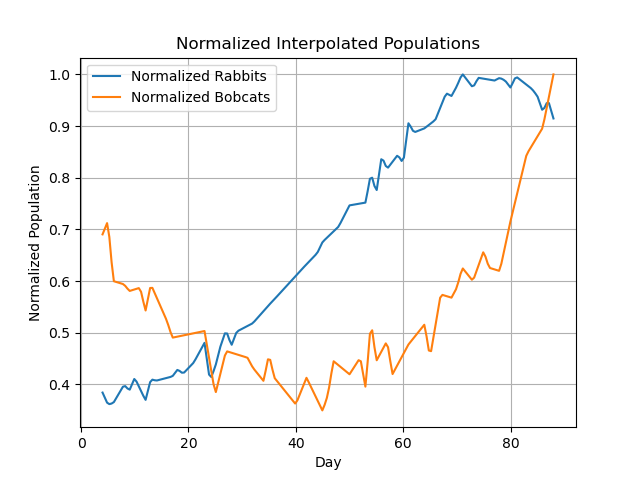 Normalized Interpolated Populations
Normalized Rabbits
Normalized Bobcats
1.0
0.9
0.8
0.7
0.6
0.5
0.4
Normalized Population
0
20
40
60
80
Day